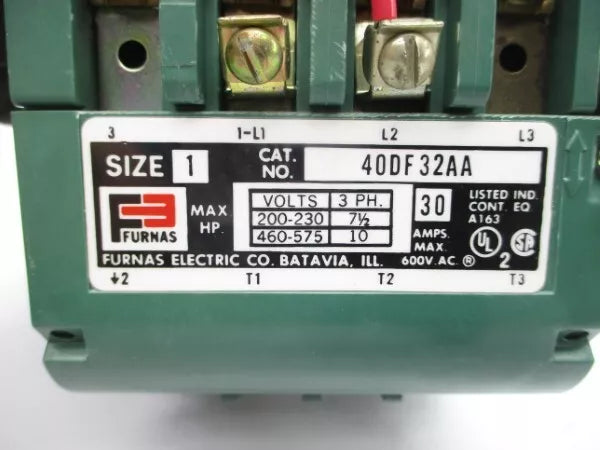 3 1-L1 L2 L3
SIZE 1 CAT. NO. 40DF32AA
FURNAS
MAX HP.
VOLTS 3 PH.
200-230 7½
460-575 10
30 AMPS. MAX.
LISTED IND. CONT. EQ
A163
UL SA
2
FURNAS ELECTRIC CO. BATAVIA, ILL. 600V. AC. ®
2 T1 T2 T3